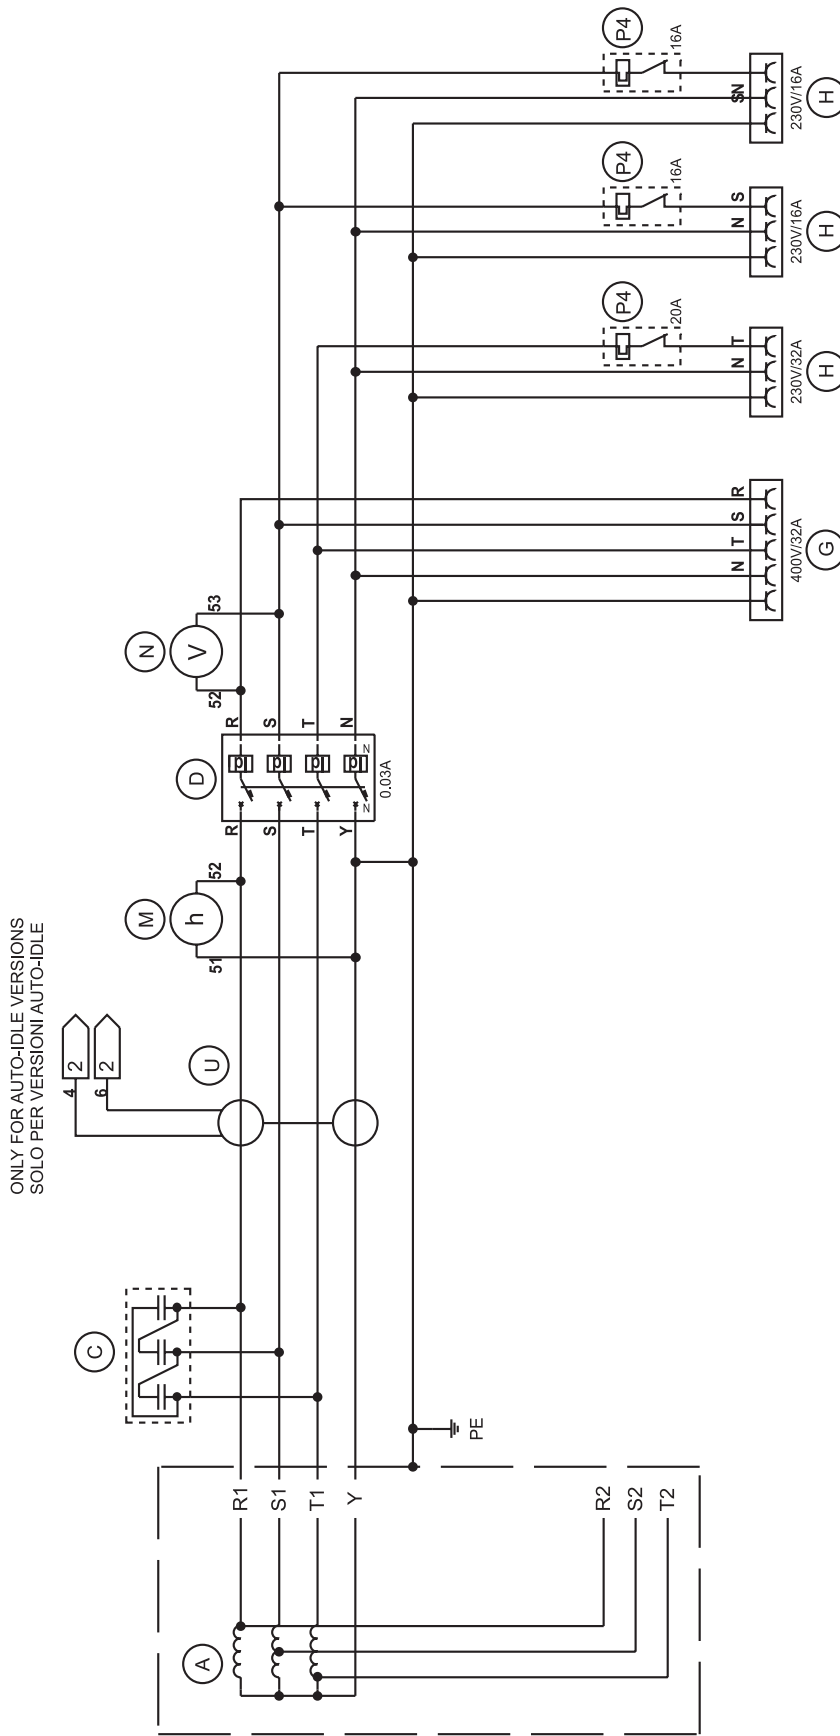 ONLY FOR AUTO-IDLE VERSIONS
SOLO PER VERSIONI AUTO-IDLE
A
R1
S1
T1
Y
R2
S2
T2
PE
C
4
2
6
2
U
M
h
51
52
R
S
T
Y
D
N
N
0.03A
R
S
T
N
N
V
52
53
N
T
S
R
400V/32A
G
P4
20A
N
T
230V/32A
H
P4
16A
N
S
230V/16A
H
P4
16A
N
S
230V/16A
H